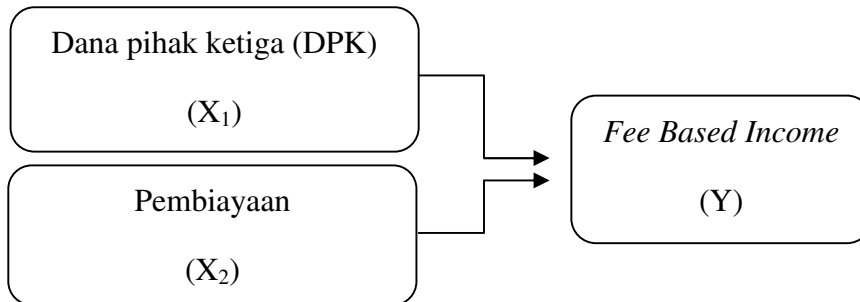 Dana pihak ketiga (DPK)
(X₁)
Pembiayaan
(X₂)
Fee Based Income
(Y)